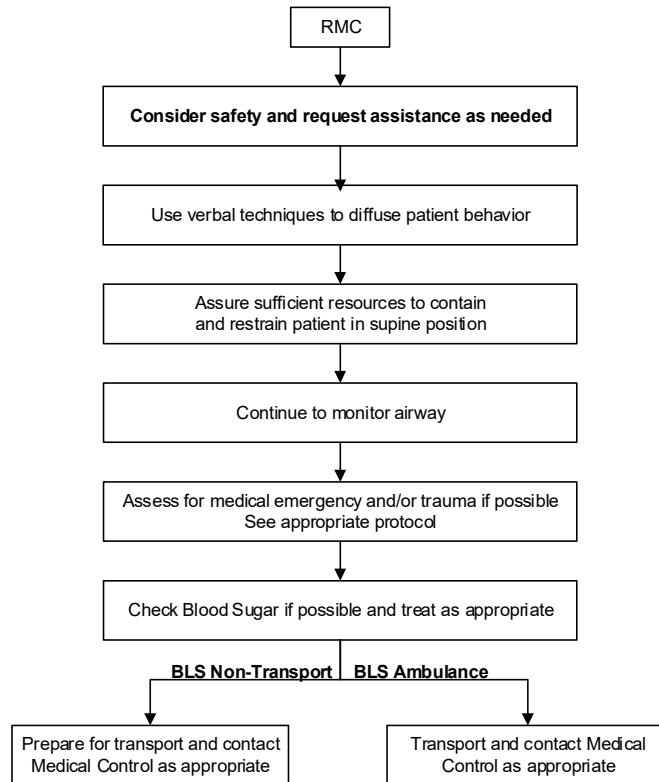 RMC
Consider safety and request assistance as needed
Use verbal techniques to diffuse patient behavior
Assure sufficient resources to contain
and restrain patient in supine position
Continue to monitor airway
Assess for medical emergency and/or trauma if possible
See appropriate protocol
Check Blood Sugar if possible and treat as appropriate
BLS Non-Transport
BLS Ambulance
Prepare for transport and contact
Medical Control as appropriate
Transport and contact Medical
Control as appropriate